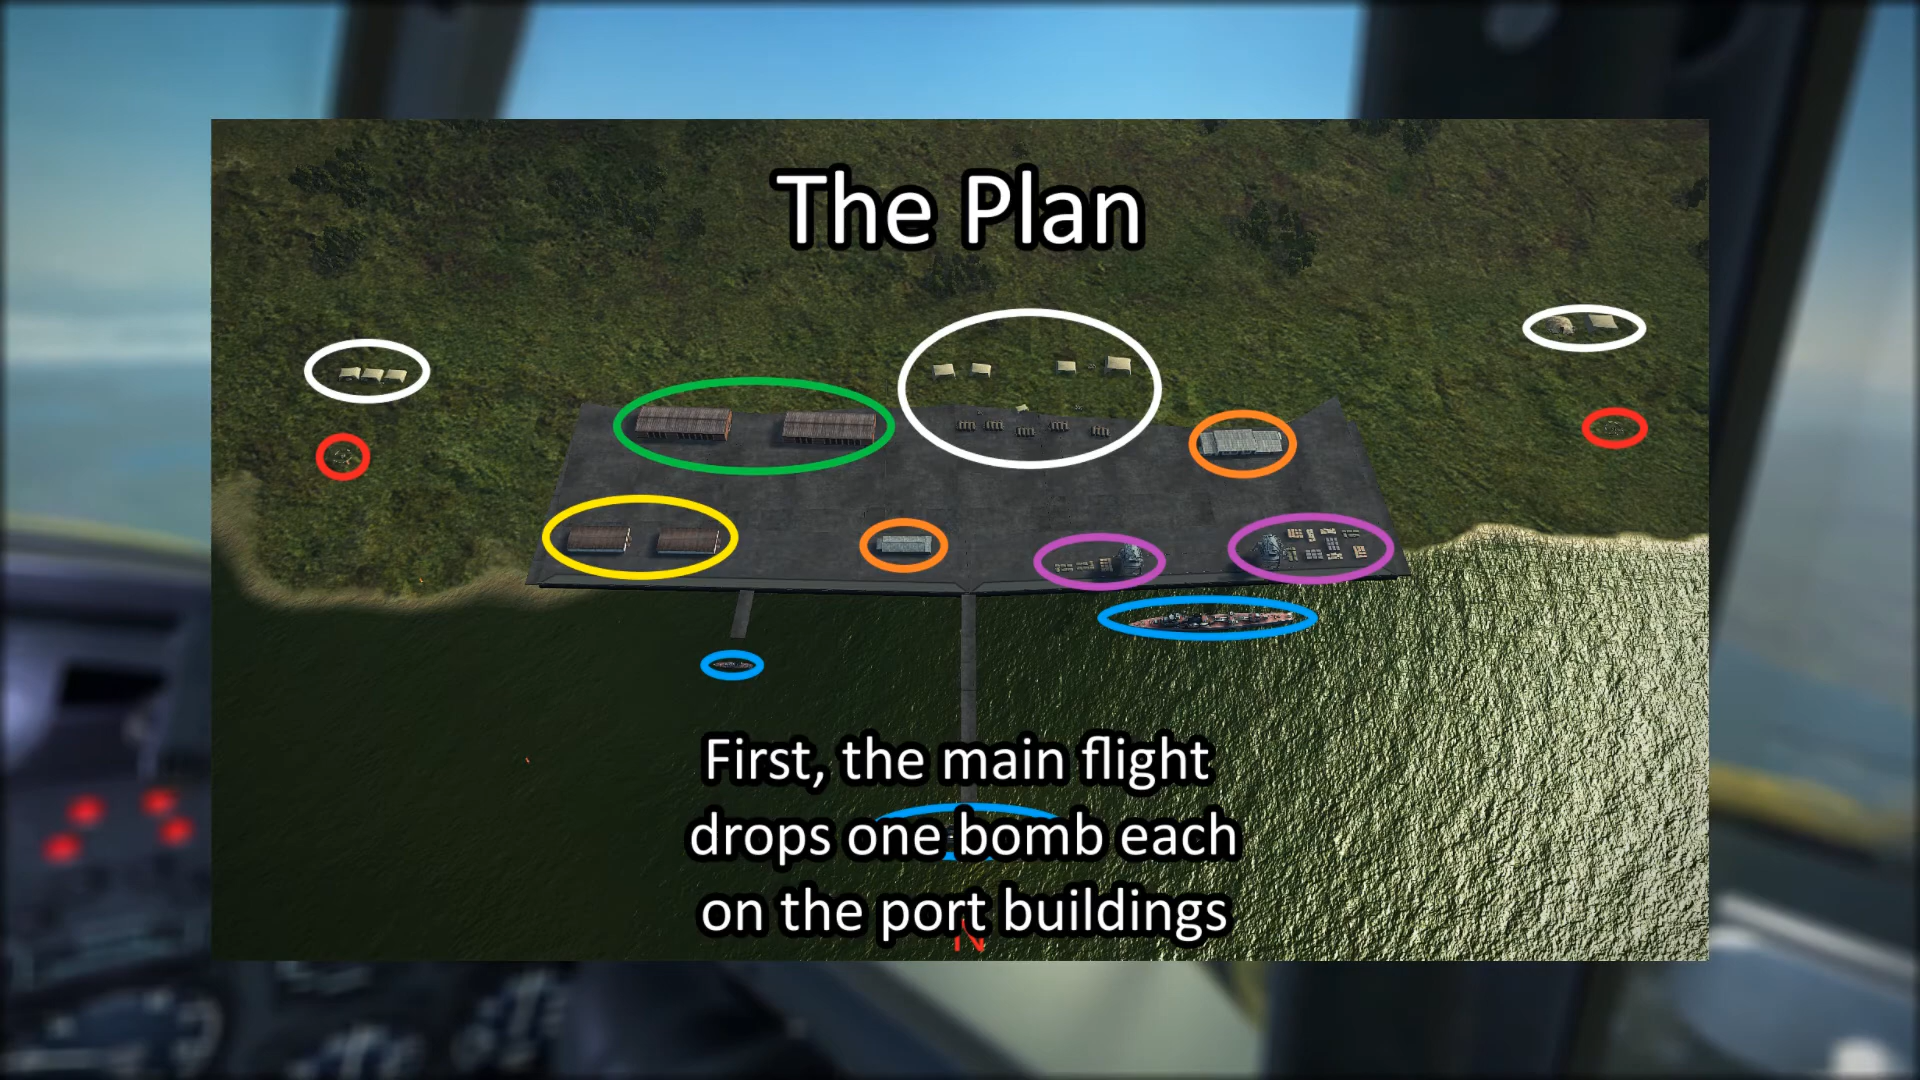 The Plan
First, the main flight
drops one bomb each
on the port buildings
N